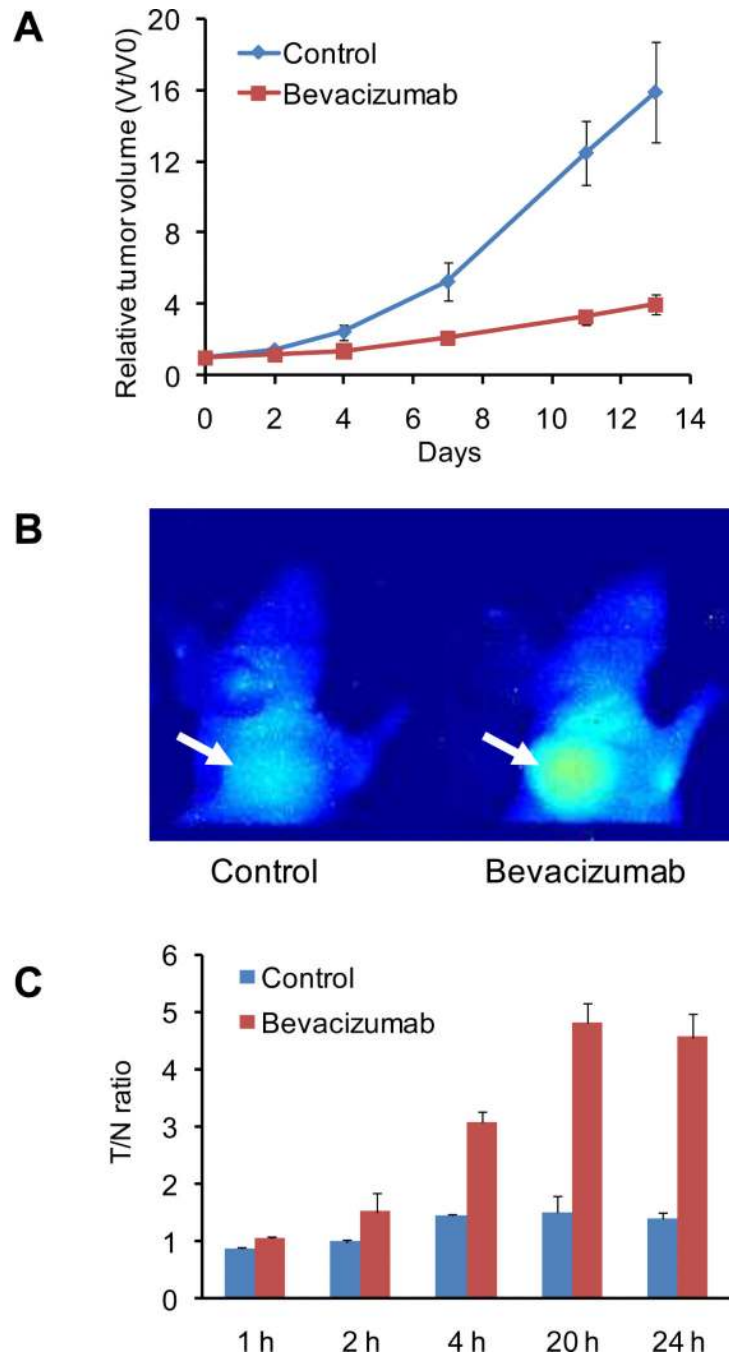 A
Relative tumor volume (Vt/V0)
20
16
12
8
4
0
Control
Bevacizumab
0 2 4 6 8 10 12 14
Days
B
Control Bevacizumab
C
T/N ratio
6
5
4
3
2
1
0
Control
Bevacizumab
1 h 2 h 4 h 20 h 24 h